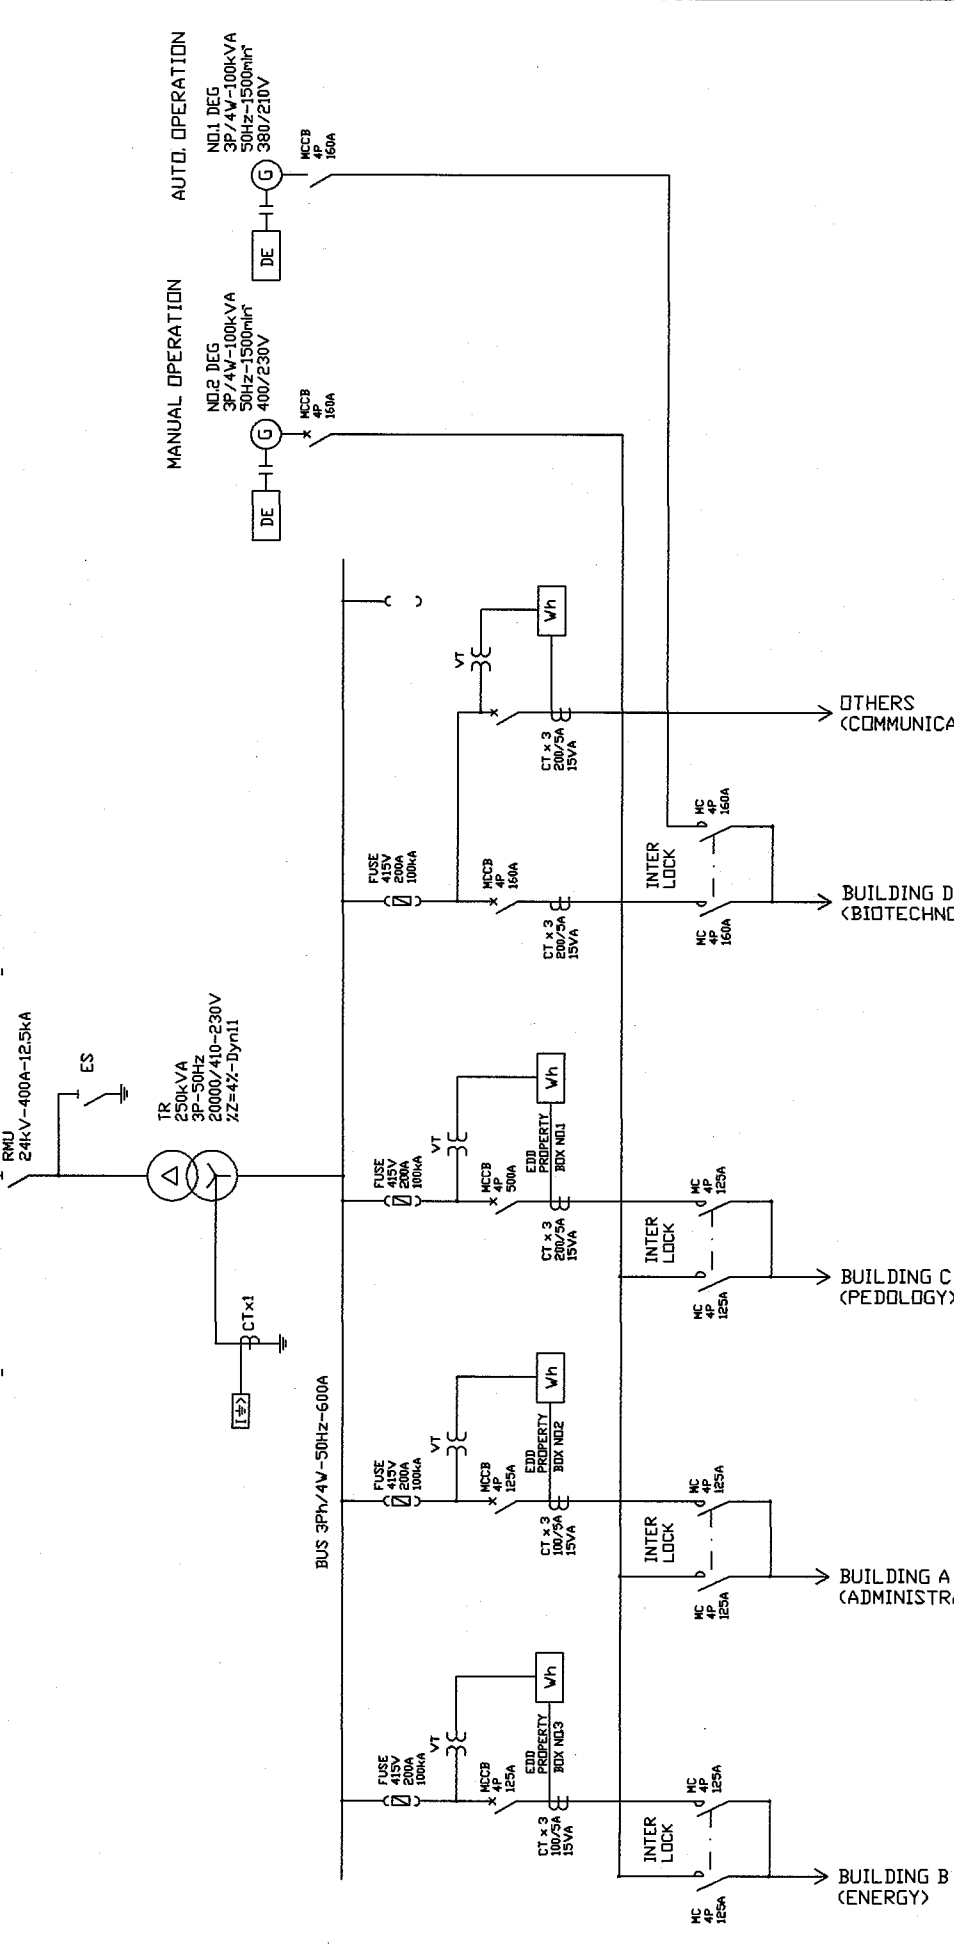 AUTO. OPERATION
NO.1 DEG
3P/4W-100kVA
50Hz-1500min⁻
380/210V
MCCB
4P
160A
G
DE
MANUAL OPERATION
NO.2 DEG
3P/4W-100kVA
50Hz-1500min⁻
400/230V
MCCB
4P
160A
G
DE
RMU
24kV-400A-12.5kA
ES
TR
250kVA
3P-50Hz
20000/410-230V
%Z=4%-Dyn11
CTx1
BUS 3Ph/4W-50Hz-600A
VT
Wh
CT x 3
200/5A
15VA
OTHERS
(COMMUNICA
FUSE
415V
200A
100kA
MCCB
4P
160A
CT x 3
200/5A
15VA
INTER
LOCK
MC
4P
160A
MC
4P
160A
BUILDING D
(BIOTECHNO
FUSE
415V
200A
100kA
VT
MCCB
4P
500A
Wh
EDD
PROPERTY
BOX NO.1
CT x 3
200/5A
15VA
INTER
LOCK
MC
4P
125A
MC
4P
125A
BUILDING C
(PEDOLOGY)
FUSE
415V
200A
100kA
VT
MCCB
4P
125A
Wh
EDD
PROPERTY
BOX NO.2
CT x 3
100/5A
15VA
INTER
LOCK
MC
4P
125A
MC
4P
125A
BUILDING A
(ADMINISTRA
FUSE
415V
200A
100kA
VT
MCCB
4P
125A
Wh
EDD
PROPERTY
BOX NO.3
CT x 3
100/5A
15VA
INTER
LOCK
MC
4P
125A
MC
4P
125A
BUILDING B
(ENERGY)